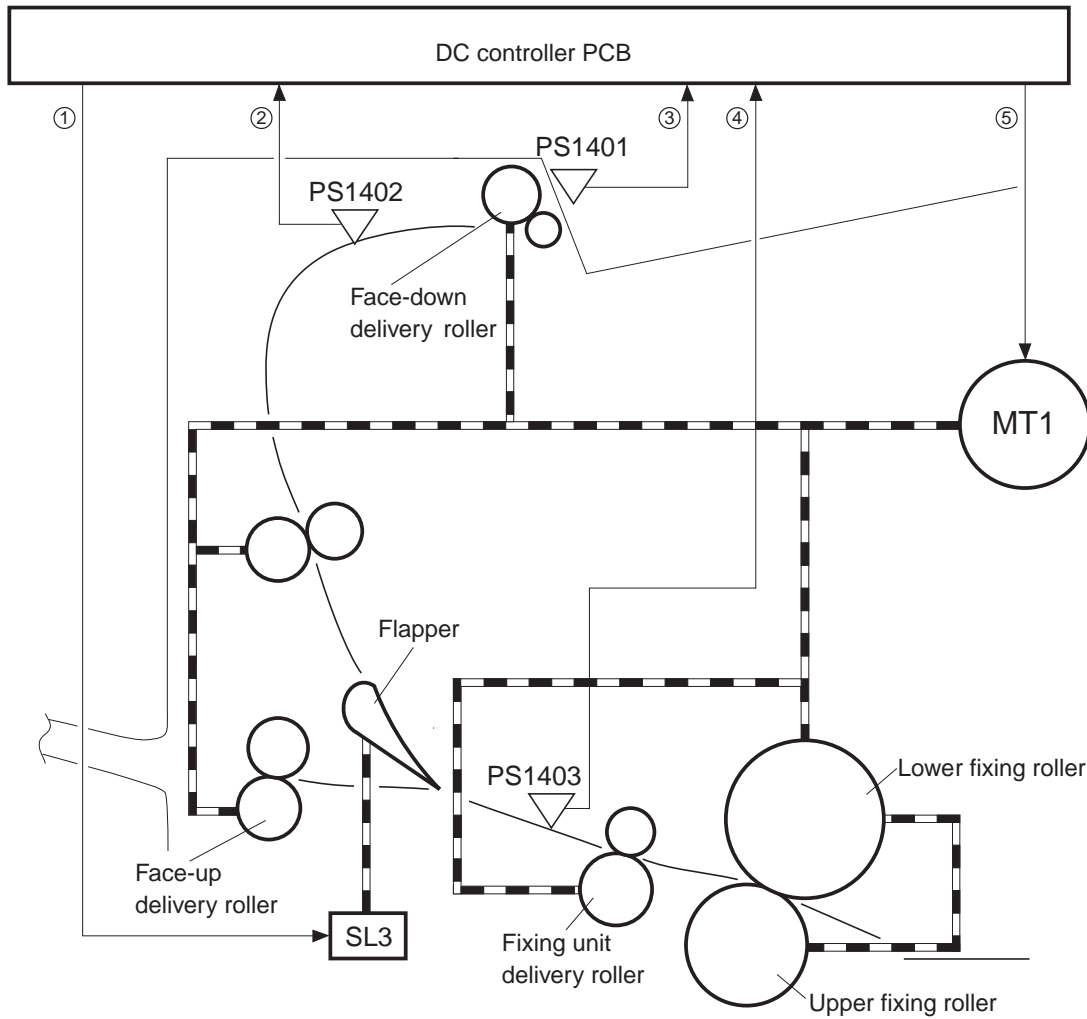 DC controller PCB
① ② ③ ④ ⑤
PS1401
PS1402
Face-down
delivery roller
MT1
Flapper
PS1403
Lower fixing roller
Face-up
delivery roller
SL3
Fixing unit
delivery roller
Upper fixing roller